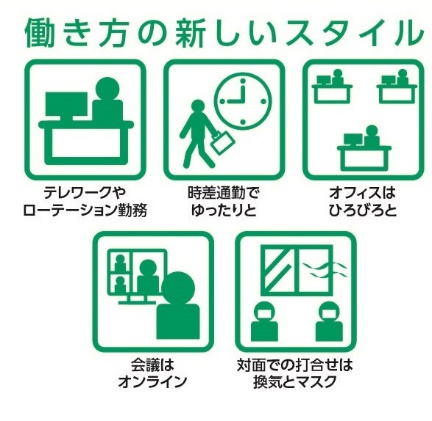 働き方の新しいスタイル
テレワークや
ローテーション勤務
時差通勤で
ゆったりと
オフィスは
ひろびろと
会議は
オンライン
対面での打合せは
換気とマスク